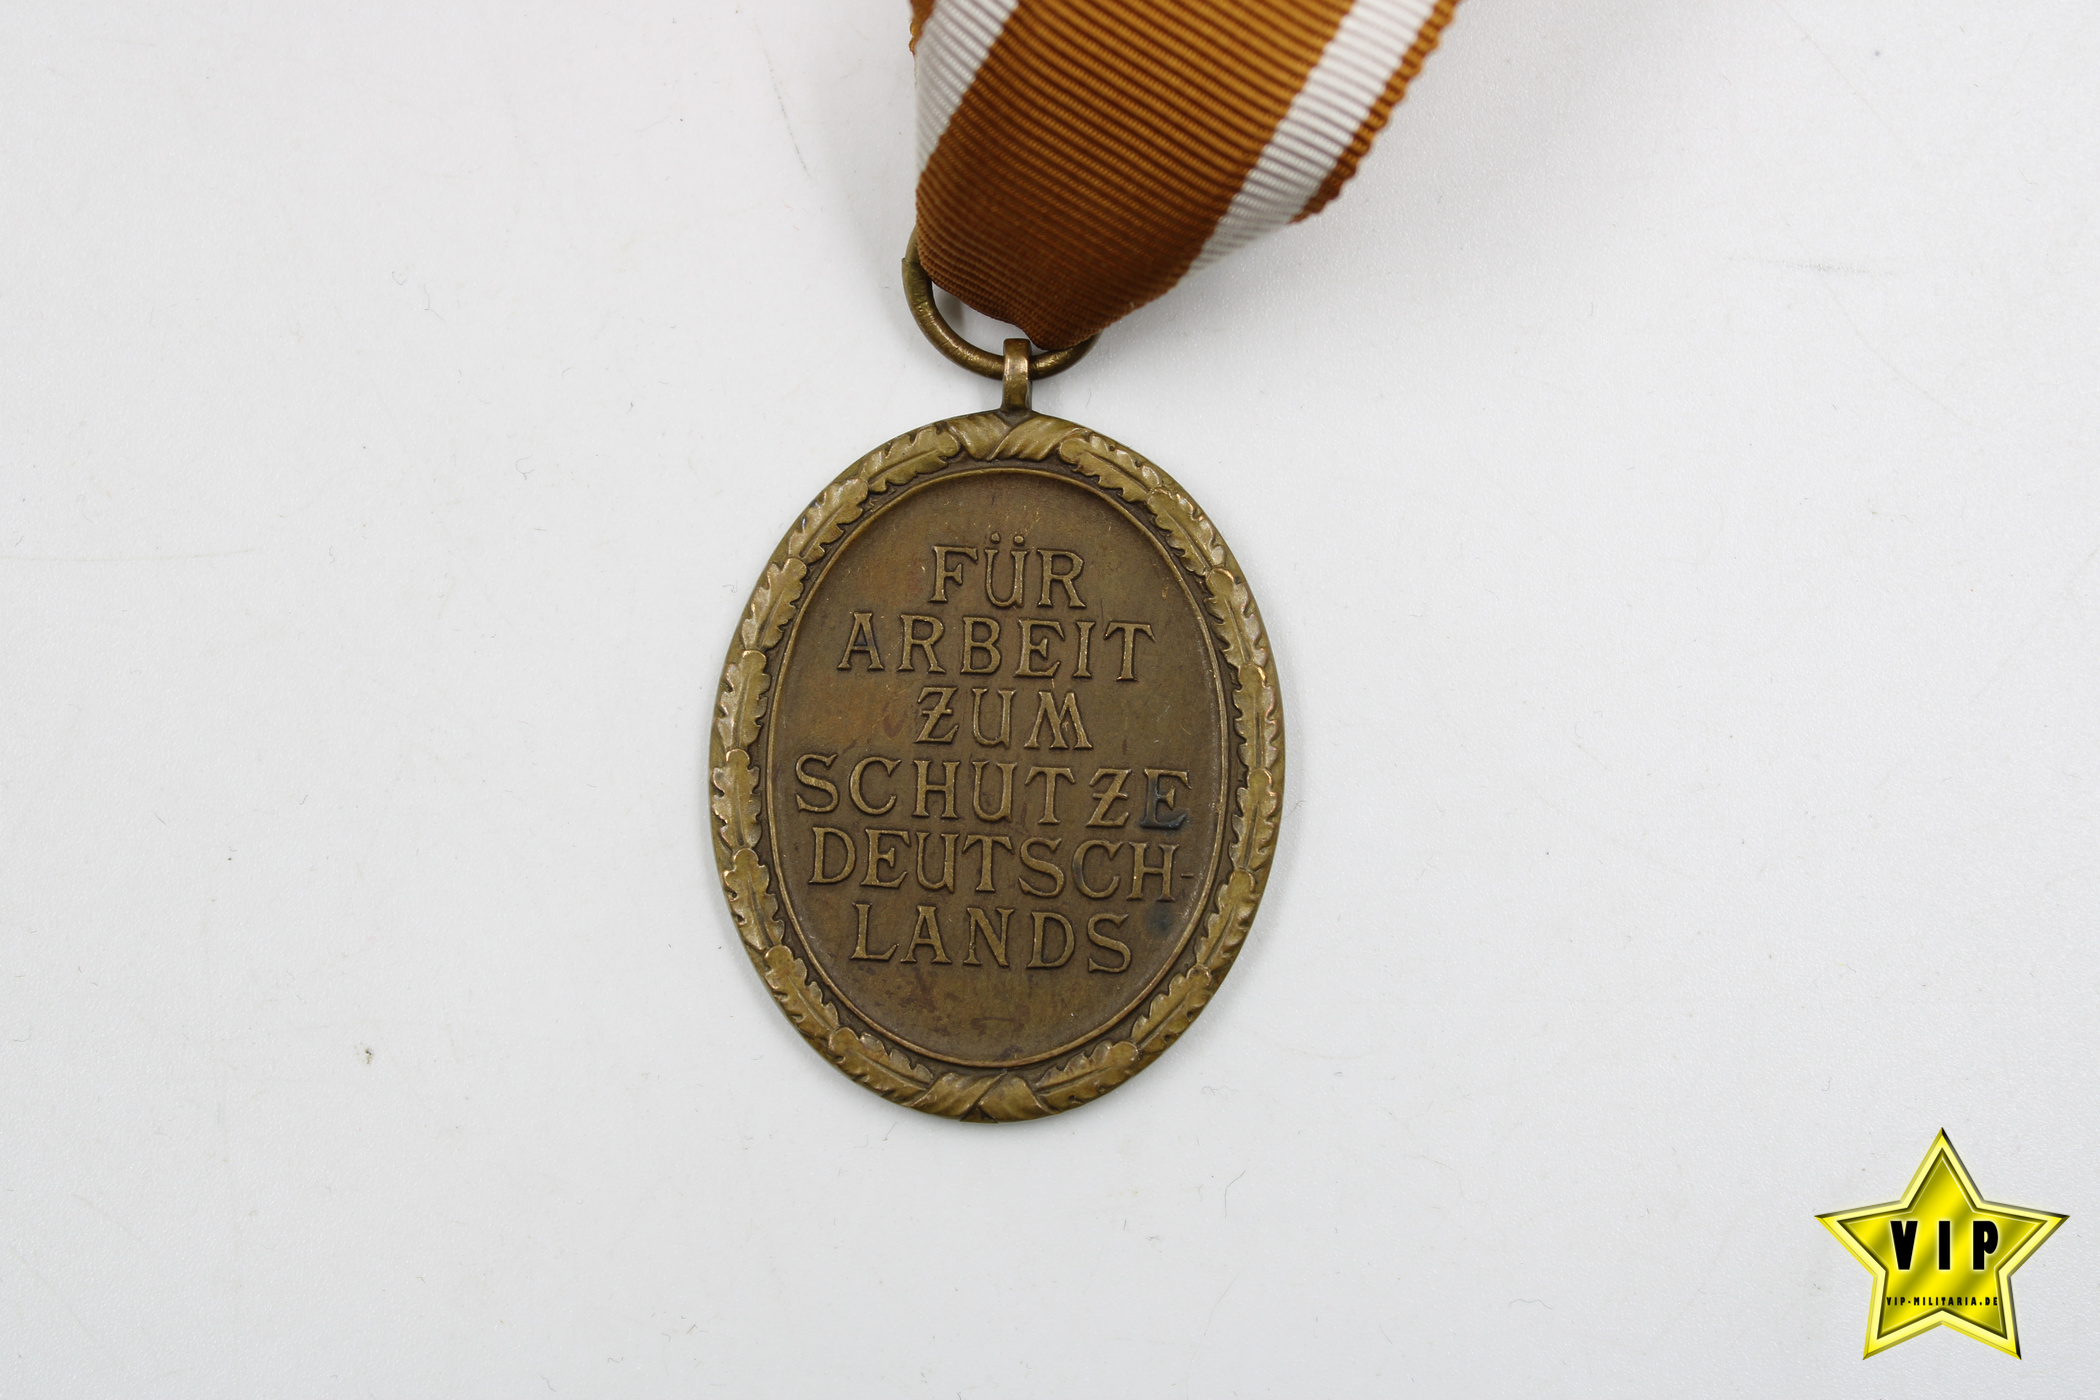 FÜR
ARBEIT
ZUM
SCHUTZE
DEUTSCH-
LANDS
VIP
VIP-MILITARIA.DE